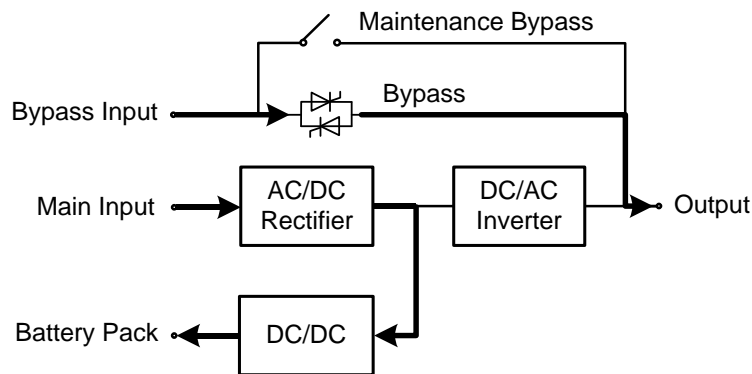 Maintenance Bypass
Bypass Input
Bypass
Main Input
AC/DC
Rectifier
DC/AC
Inverter
Output
Battery Pack
DC/DC